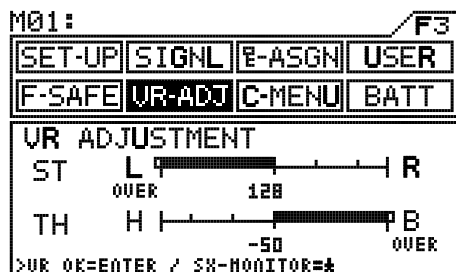 M01: F3
SET-UP SIGNL E-ASGN USER
F-SAFE VR-ADJ C-MENU BATT
VR ADJUSTMENT
ST L R
OVER 128
TH H B
-50 OVER
>VR OK=ENTER / SX-MONITOR=